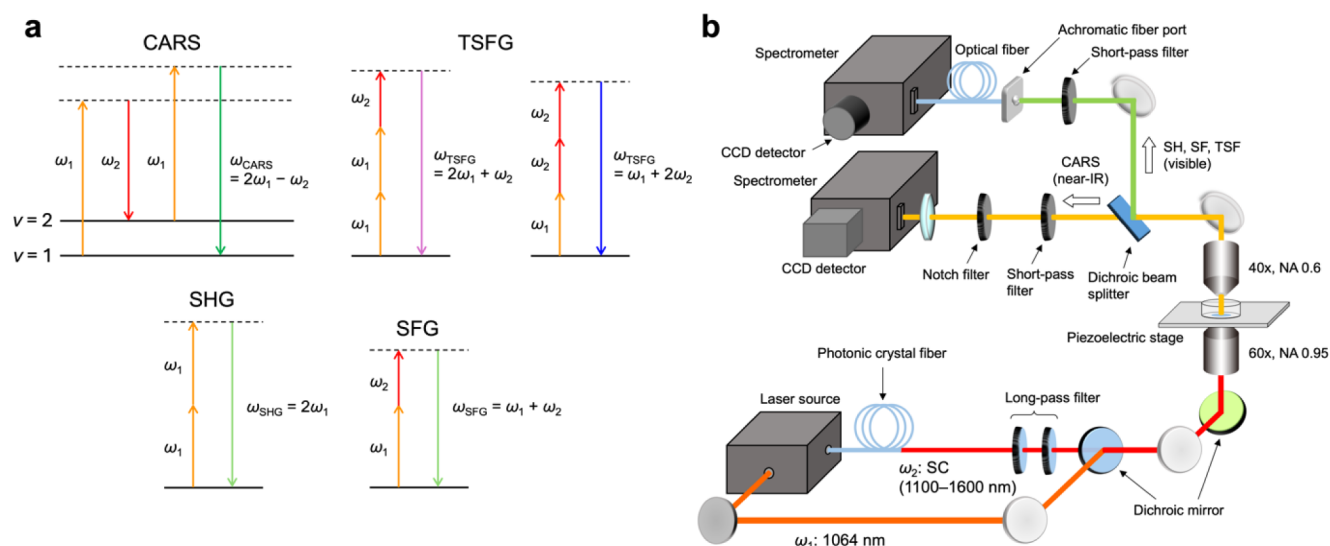 a
CARS
ω1
ω2
ω1
ωCARS
= 2ω1 − ω2
v = 2
v = 1
TSFG
ω2
ω1
ω1
ωTSFG
= 2ω1 + ω2
ω2
ω2
ω1
ωTSFG
= ω1 + 2ω2
SHG
ω1
ω1
ωSHG = 2ω1
SFG
ω2
ω1
ωSFG = ω1 + ω2
b
Achromatic fiber port
Spectrometer
Optical fiber
Short-pass filter
CCD detector
SH, SF, TSF
(visible)
CARS
(near-IR)
Spectrometer
CCD detector
Notch filter
Short-pass
filter
Dichroic beam
splitter
40x, NA 0.6
Piezoelectric stage
60x, NA 0.95
Photonic crystal fiber
Laser source
Long-pass filter
ω2: SC
(1100–1600 nm)
Dichroic mirror
ω1: 1064 nm